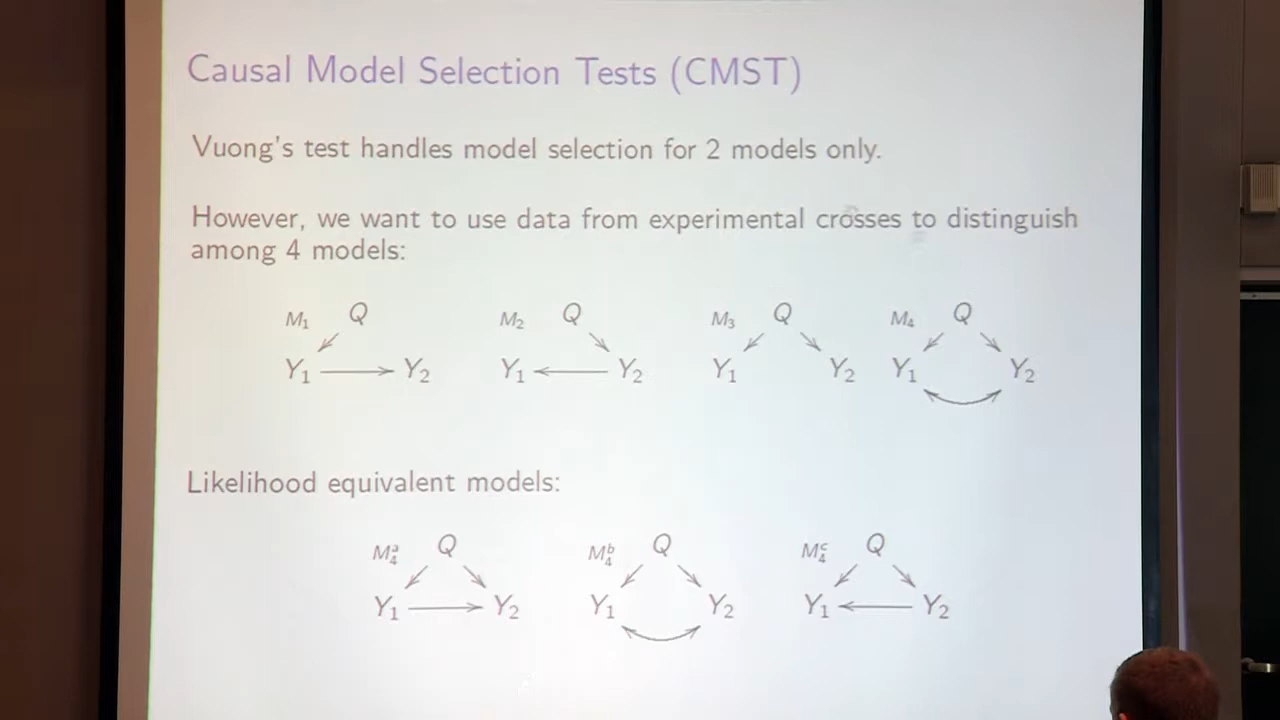 Causal Model Selection Tests (CMST)
Vuong's test handles model selection for 2 models only.
However, we want to use data from experimental crosses to distinguish
among 4 models:
M₁ Q M₂ Q M₃ Q M₄ Q
Y₁ Y₂ Y₁ Y₂ Y₁ Y₂ Y₁ Y₂
Likelihood equivalent models:
M₄ᵃ Q M₄ᵇ Q M₄ᶜ Q
Y₁ Y₂ Y₁ Y₂ Y₁ Y₂